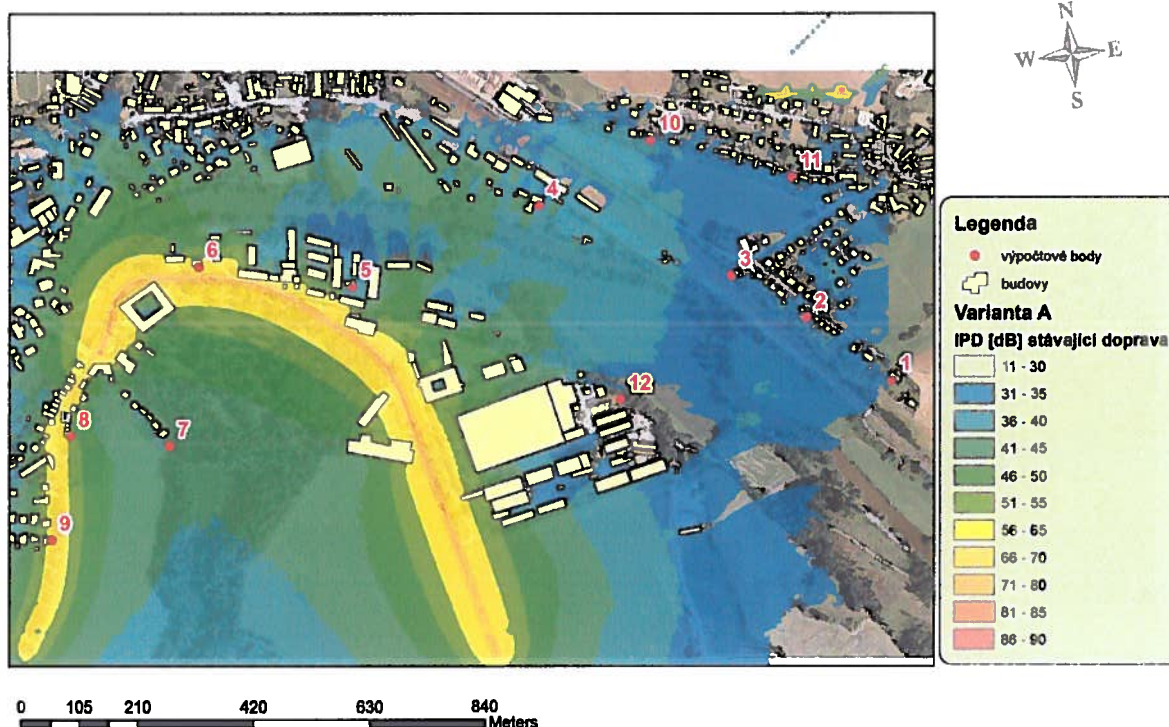 N
W E
S
10
11
4
6
5
3
2
1
12
8
7
9
Legenda
výpočtové body
budovy
Varianta A
IPD [dB] stávající doprava
11 - 30
31 - 35
36 - 40
41 - 45
46 - 50
51 - 55
56 - 65
66 - 70
71 - 80
81 - 85
86 - 90
0 105 210 420 630 840
Meters